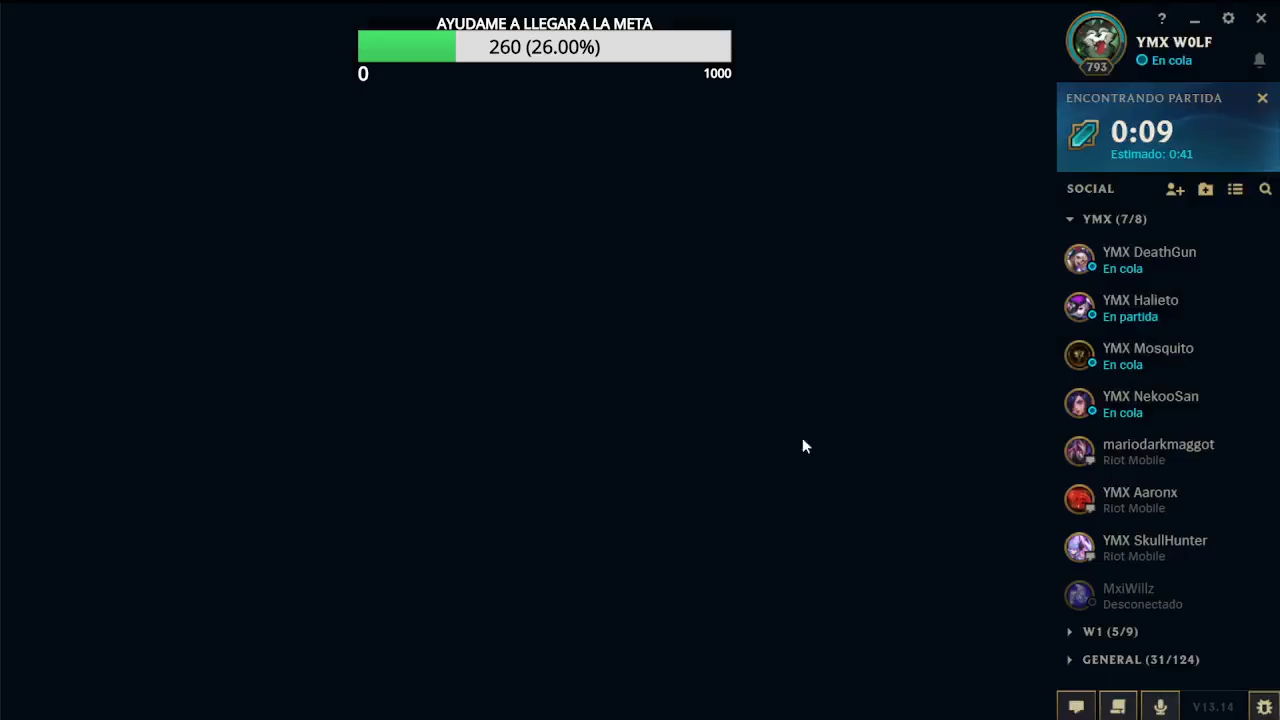 AYUDAME A LLEGAR A LA META
260 (26.00%)
0
1000
?
793
YMX W0LF
En cola
ENCONTRANDO PARTIDA
0:09
Estimado: 0:41
SOCIAL
YMX (7/8)
YMX DeathGun
En cola
YMX Halieto
En partida
YMX Mosquito
En cola
YMX NekooSan
En cola
mariodarkmaggot
Riot Mobile
YMX Aaronx
Riot Mobile
YMX SkullHunter
Riot Mobile
MxiWillz
Desconectado
W1 (5/9)
GENERAL (31/124)
V13.14